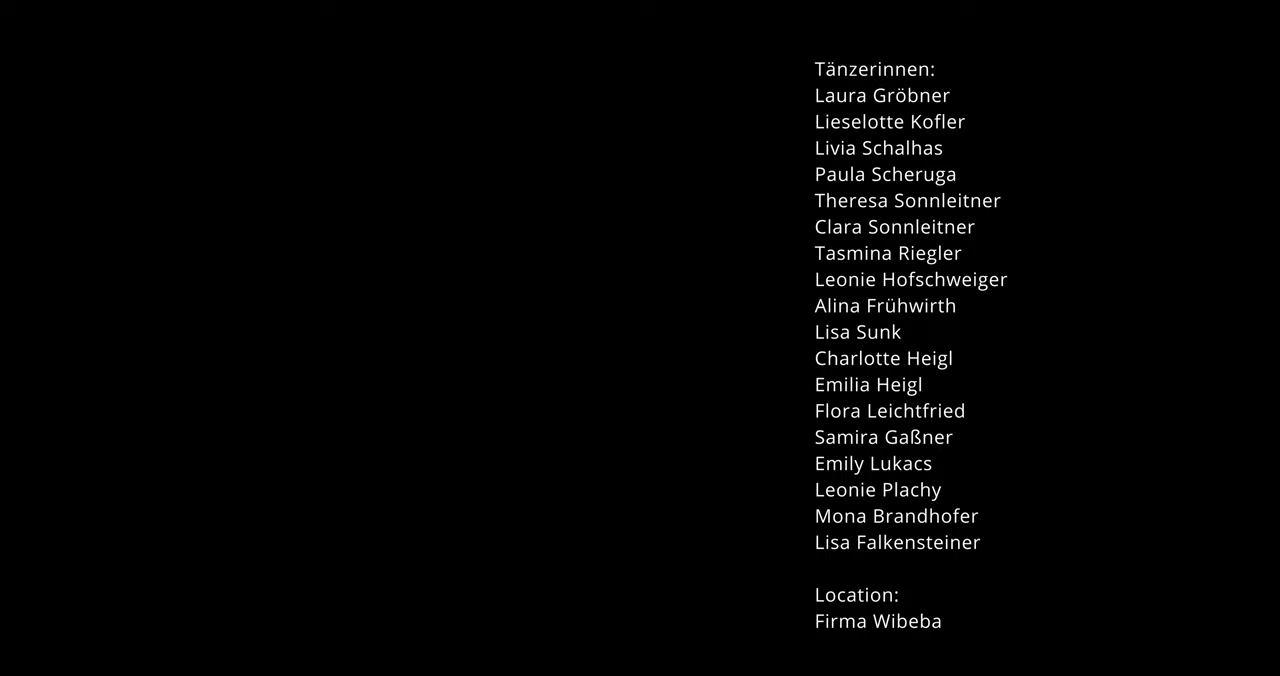 Tänzerinnen:
Laura Gröbner
Lieselotte Kofler
Livia Schalhas
Paula Scheruga
Theresa Sonnleitner
Clara Sonnleitner
Tasmina Riegler
Leonie Hofschweiger
Alina Frühwirth
Lisa Sunk
Charlotte Heigl
Emilia Heigl
Flora Leichtfried
Samira Gaßner
Emily Lukacs
Leonie Plachy
Mona Brandhofer
Lisa Falkensteiner
Location:
Firma Wibeba